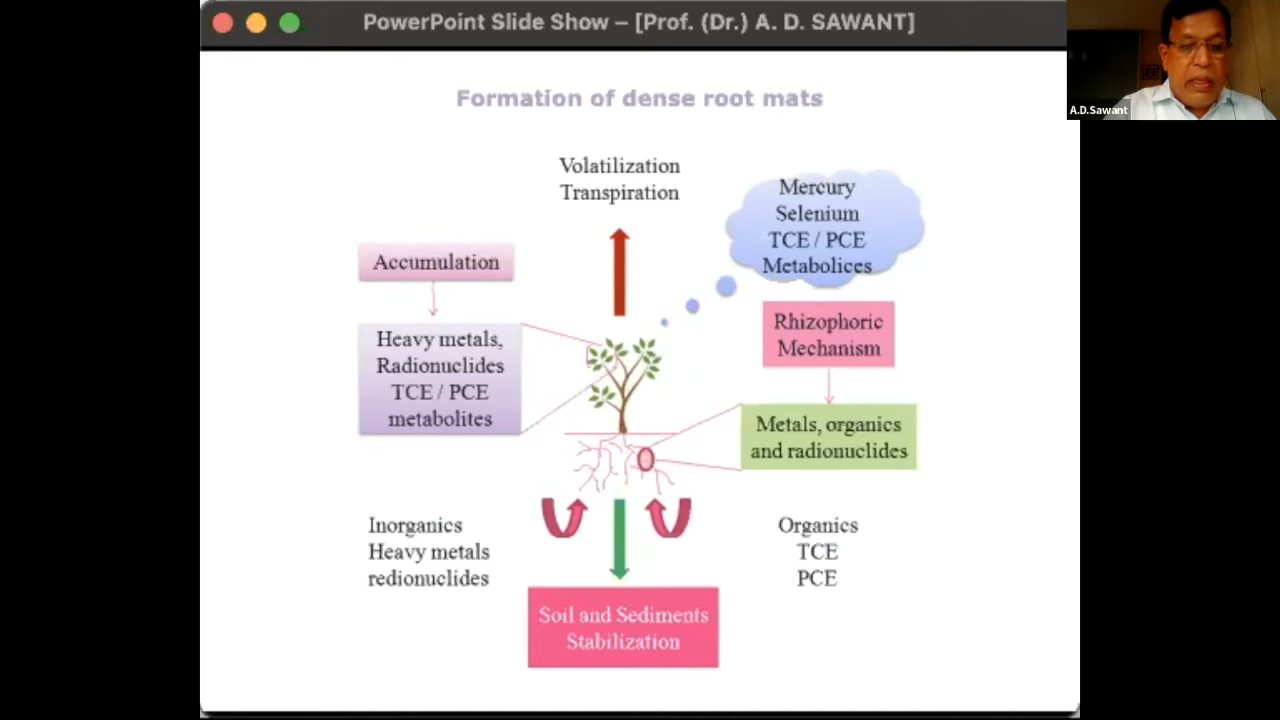 PowerPoint Slide Show – [Prof. (Dr.) A. D. SAWANT]
A.D.Sawant
Formation of dense root mats
Volatilization
Transpiration
Mercury
Selenium
TCE / PCE
Metabolices
Accumulation
Heavy metals,
Radionuclides
TCE / PCE
metabolites
Rhizophoric
Mechanism
Metals, organics
and radionuclides
Inorganics
Heavy metals
redionuclides
Organics
TCE
PCE
Soil and Sediments
Stabilization